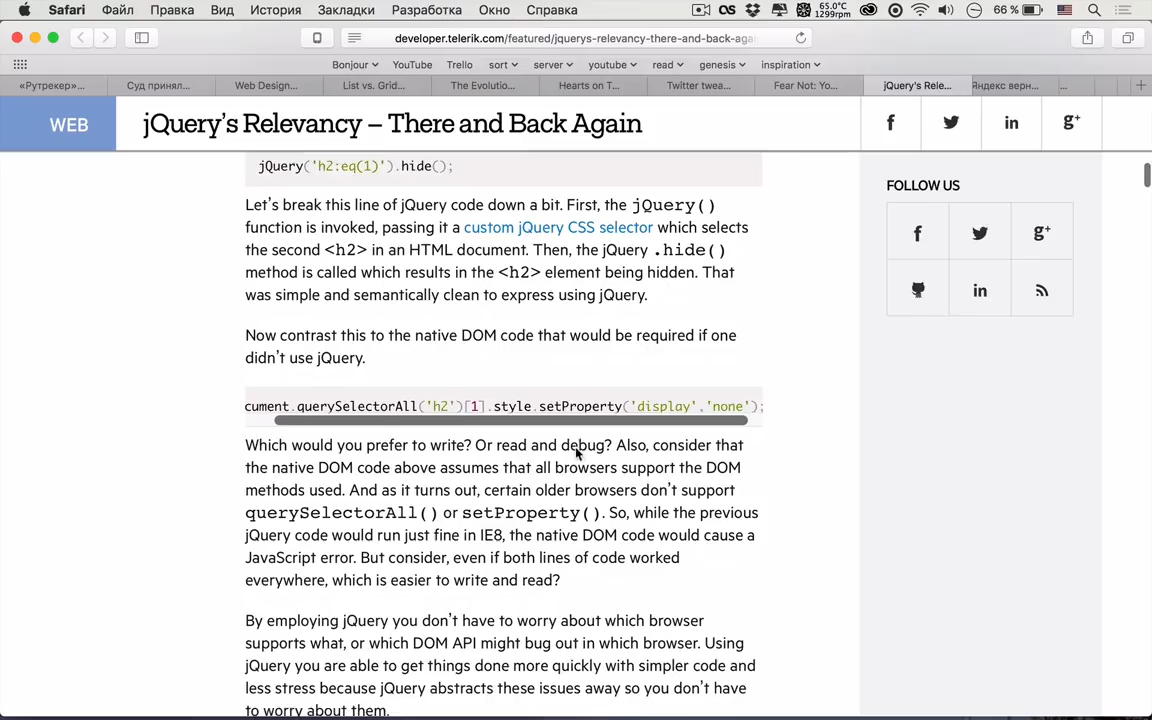 Safari Файл Правка Вид История Закладки Разработка Окно Справка 65.0°C 1299rpm 66 %
developer.telerik.com/featured/jquerys-relevancy-there-and-back-agai
Bonjour YouTube Trello sort server youtube read genesis inspiration
«Рутрекер»... Суд принял... Web Design... List vs. Grid... The Evolutio... Hearts on T... Twitter twea... Fear Not: Yo... jQuery's Rele... Яндекс верн... ...
WEB jQuery's Relevancy – There and Back Again
jQuery('h2:eq(1)').hide();
Let's break this line of jQuery code down a bit. First, the jQuery()
function is invoked, passing it a custom jQuery CSS selector which selects
the second <h2> in an HTML document. Then, the jQuery .hide()
method is called which results in the <h2> element being hidden. That
was simple and semantically clean to express using jQuery.
Now contrast this to the native DOM code that would be required if one
didn't use jQuery.
cument.querySelectorAll('h2')[1].style.setProperty('display','none');
Which would you prefer to write? Or read and debug? Also, consider that
the native DOM code above assumes that all browsers support the DOM
methods used. And as it turns out, certain older browsers don't support
querySelectorAll() or setProperty(). So, while the previous
jQuery code would run just fine in IE8, the native DOM code would cause a
JavaScript error. But consider, even if both lines of code worked
everywhere, which is easier to write and read?
By employing jQuery you don't have to worry about which browser
supports what, or which DOM API might bug out in which browser. Using
jQuery you are able to get things done more quickly with simpler code and
less stress because jQuery abstracts these issues away so you don't have
to worry about them.
FOLLOW US